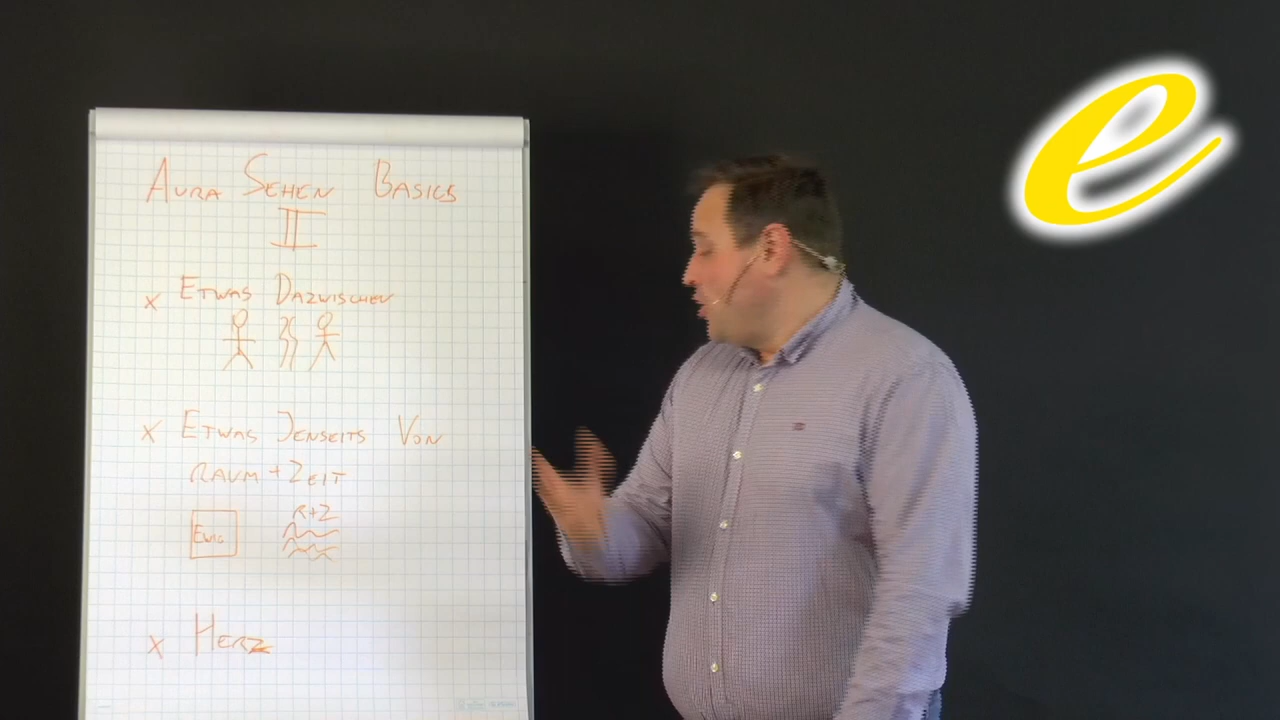 AURA SEHEN BASICS
II
x ETWAS DAZWISCHEN
x ETWAS JENSEITS VON
RAUM + ZEIT
EWIG R+Z
x HERZ
e